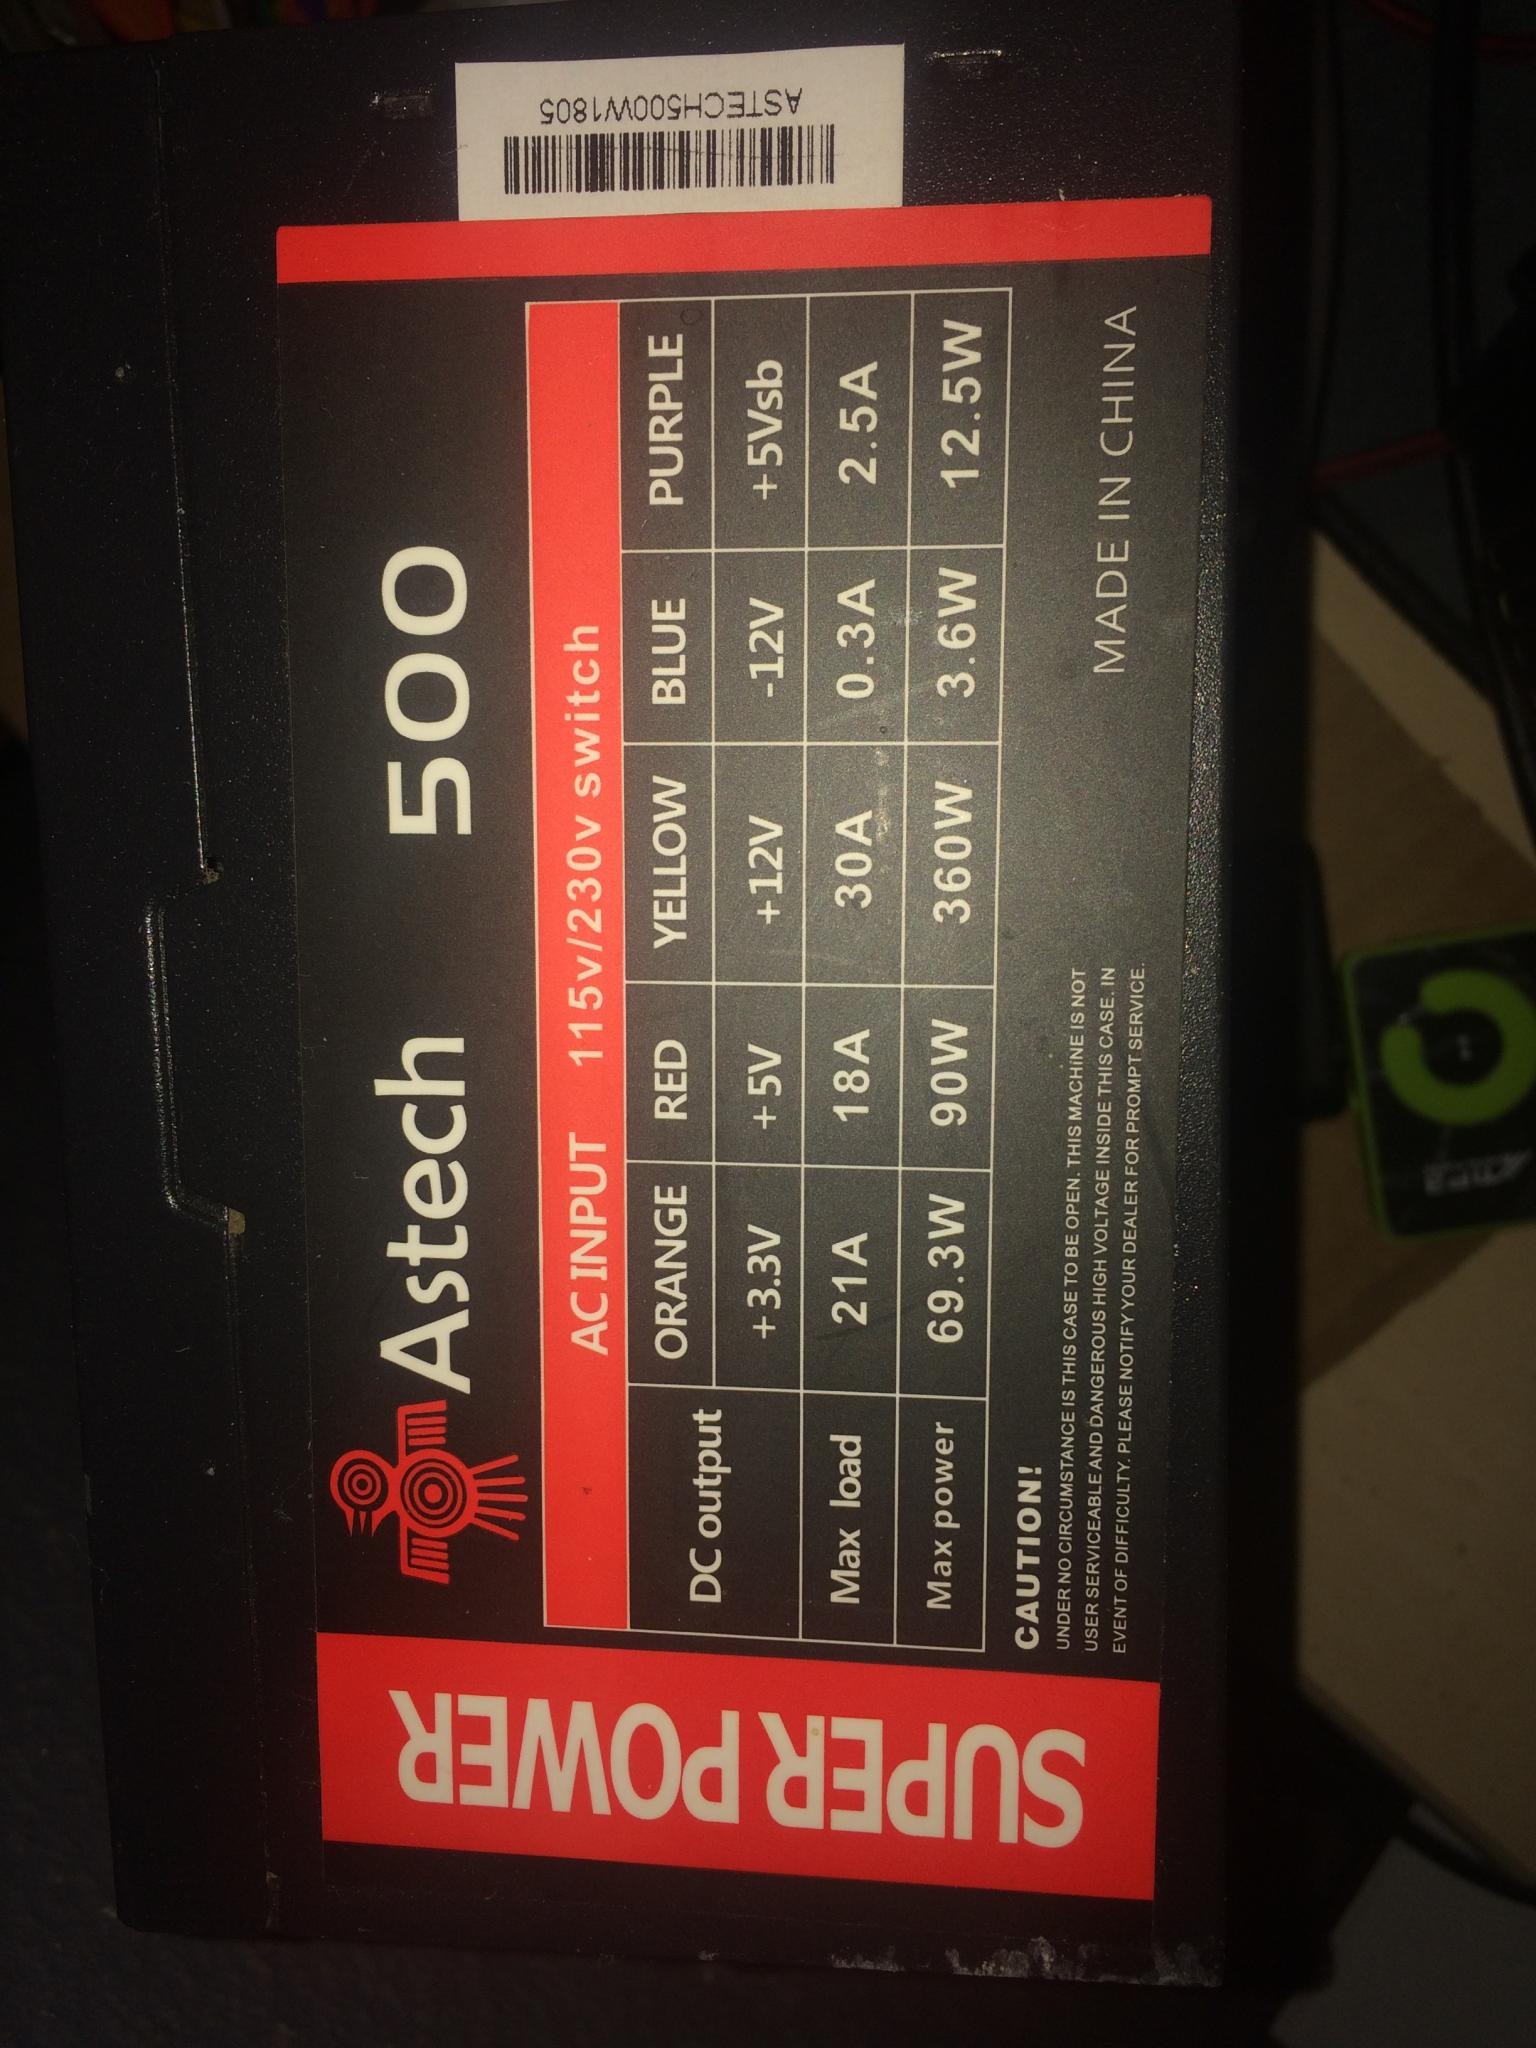 SUPER POWER
Astech 500
AC INPUT 115v/230v switch
DC output ORANGE RED YELLOW BLUE PURPLE
+3.3V +5V +12V -12V +5Vsb
Max load 21A 18A 30A 0.3A 2.5A
Max power 69.3W 90W 360W 3.6W 12.5W
CAUTION!
UNDER NO CIRCUMSTANCE IS THIS CASE TO BE OPEN. THIS MACHINE IS NOT
USER SERVICEABLE AND DANGEROUS HIGH VOLTAGE INSIDE THIS CASE. IN
EVENT OF DIFFICULTY. PLEASE NOTIFY YOUR DEALER FOR PROMPT SERVICE.
MADE IN CHINA
ASTECH500W1805